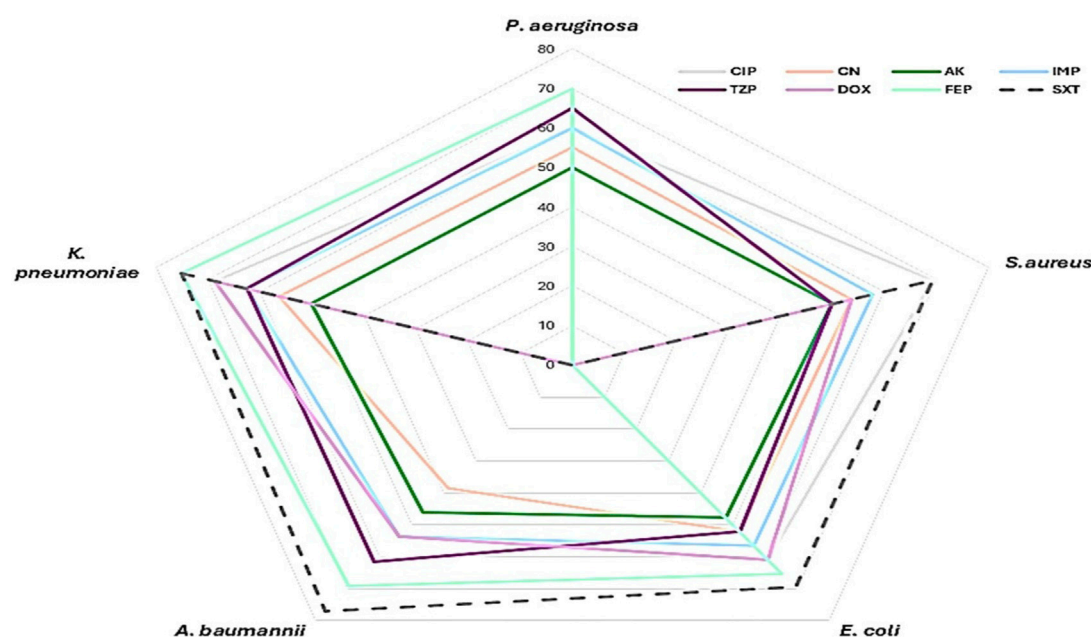 P. aeruginosa
80
CIP CN AK IMP
TZP DOX FEP SXT
70
60
50
40
30
20
10
0
K.
pneumoniae
S.aureus
A. baumannii
E. coli